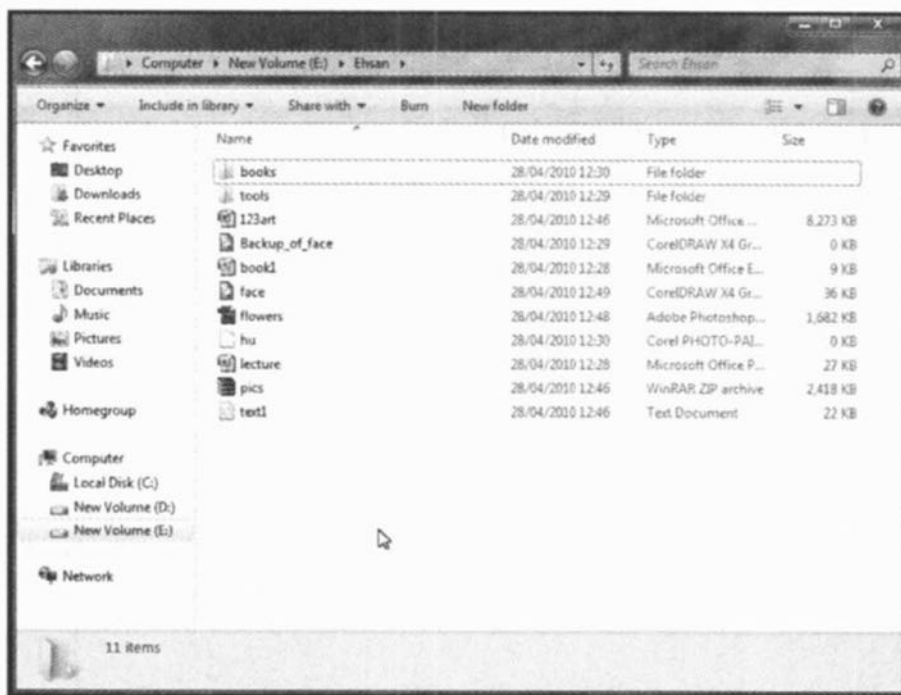 Computer ▸ New Volume (E:) ▸ Ehsan ▸
Search Ehsan
Organize ▾ Include in library ▾ Share with ▾ Burn New folder
Name Date modified Type Size
Favorites
Desktop
Downloads
Recent Places
Libraries
Documents
Music
Pictures
Videos
Homegroup
Computer
Local Disk (C:)
New Volume (D:)
New Volume (E:)
Network
books 28/04/2010 12:30 File folder
tools 28/04/2010 12:29 File folder
123art 28/04/2010 12:46 Microsoft Office ... 8,273 KB
Backup_of_face 28/04/2010 12:29 CorelDRAW X4 Gr... 0 KB
book1 28/04/2010 12:28 Microsoft Office E... 9 KB
face 28/04/2010 12:49 CorelDRAW X4 Gr... 36 KB
flowers 28/04/2010 12:48 Adobe Photoshop... 1,682 KB
hu 28/04/2010 12:30 Corel PHOTO-PAI... 0 KB
lecture 28/04/2010 12:28 Microsoft Office P... 27 KB
pics 28/04/2010 12:46 WinRAR ZIP archive 2,418 KB
text1 28/04/2010 12:46 Text Document 22 KB
11 items